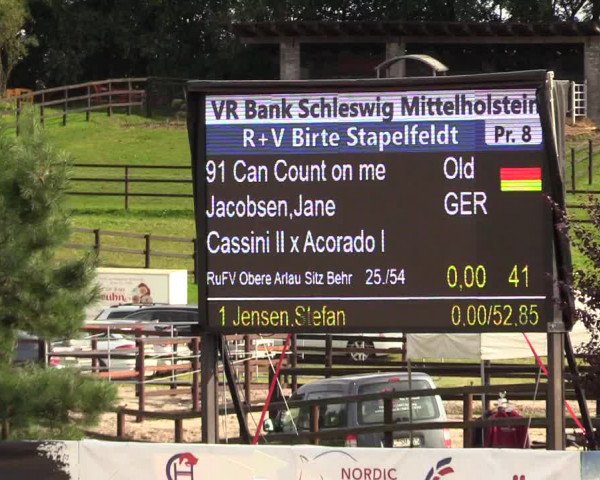 VR Bank Schleswig Mittelholstein
R+V Birte Stapelfeldt Pr. 8
91 Can Count on me Old
Jacobsen,Jane GER
Cassini II x Acorado I
RuFV Obere Arlau Sitz Behr 25./54 0,00 41
1 Jensen,Stefan 0.00/52,85
NORDIC